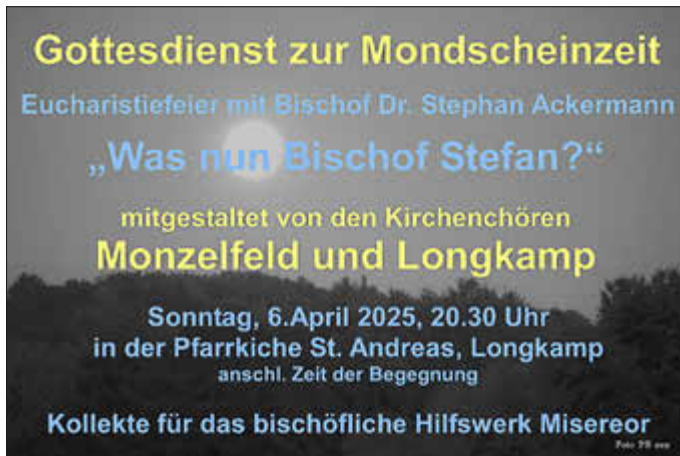 Gottesdienst zur Mondscheinzeit
Eucharistiefeier mit Bischof Dr. Stephan Ackermann
„Was nun Bischof Stefan?“
mitgestaltet von den Kirchenchören
Monzelfeld und Longkamp
Sonntag, 6.April 2025, 20.30 Uhr
in der Pfarrkiche St. Andreas, Longkamp
anschl. Zeit der Begegnung
Kollekte für das bischöfliche Hilfswerk Misereor
Foto PB